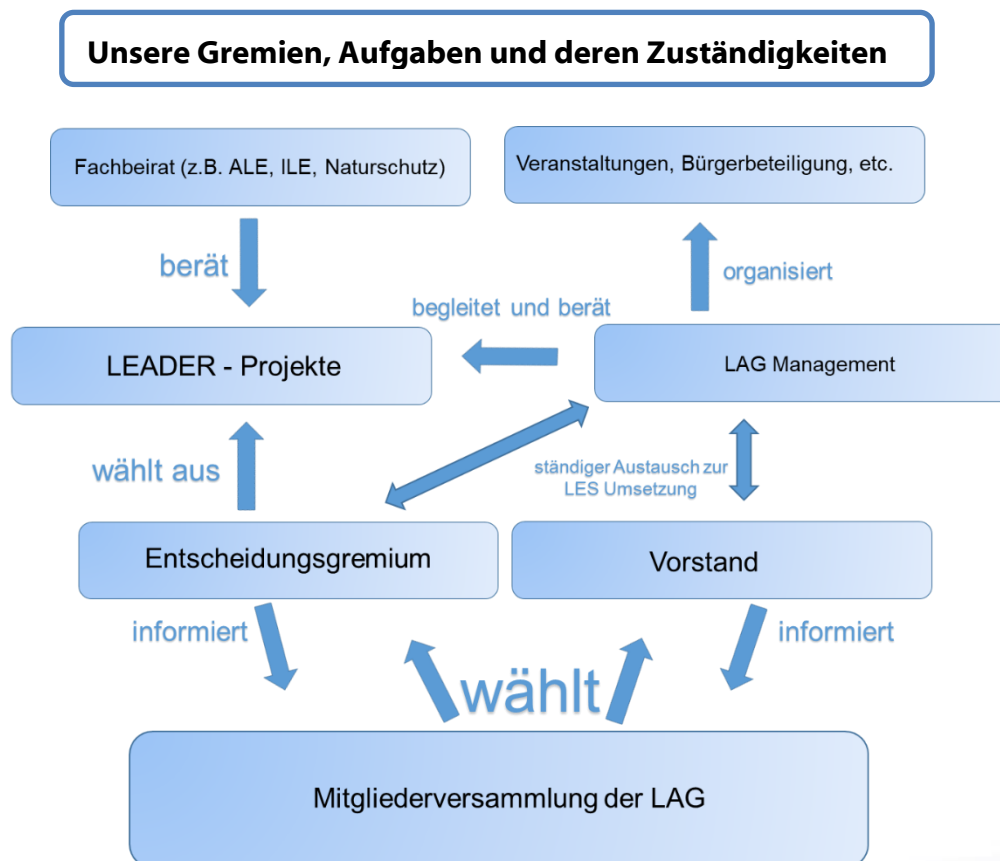 Unsere Gremien, Aufgaben und deren Zuständigkeiten
Fachbeirat (z.B. ALE, ILE, Naturschutz)
Veranstaltungen, Bürgerbeteiligung, etc.
berät
organisiert
begleitet und berät
LEADER - Projekte
LAG Management
wählt aus
ständiger Austausch zur
LES Umsetzung
Entscheidungsgremium
Vorstand
informiert
informiert
wählt
Mitgliederversammlung der LAG